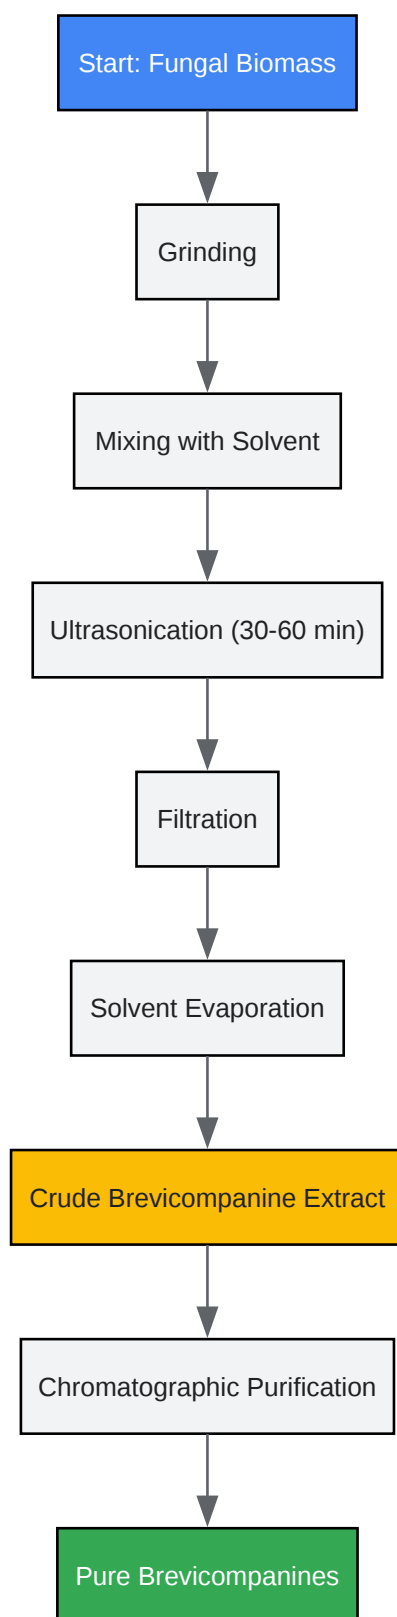 Start: Fungal Biomass
Grinding
Mixing with Solvent
Ultrasonication (30-60 min)
Filtration
Solvent Evaporation
Crude Brevicompanine Extract
Chromatographic Purification
Pure Brevicompanines